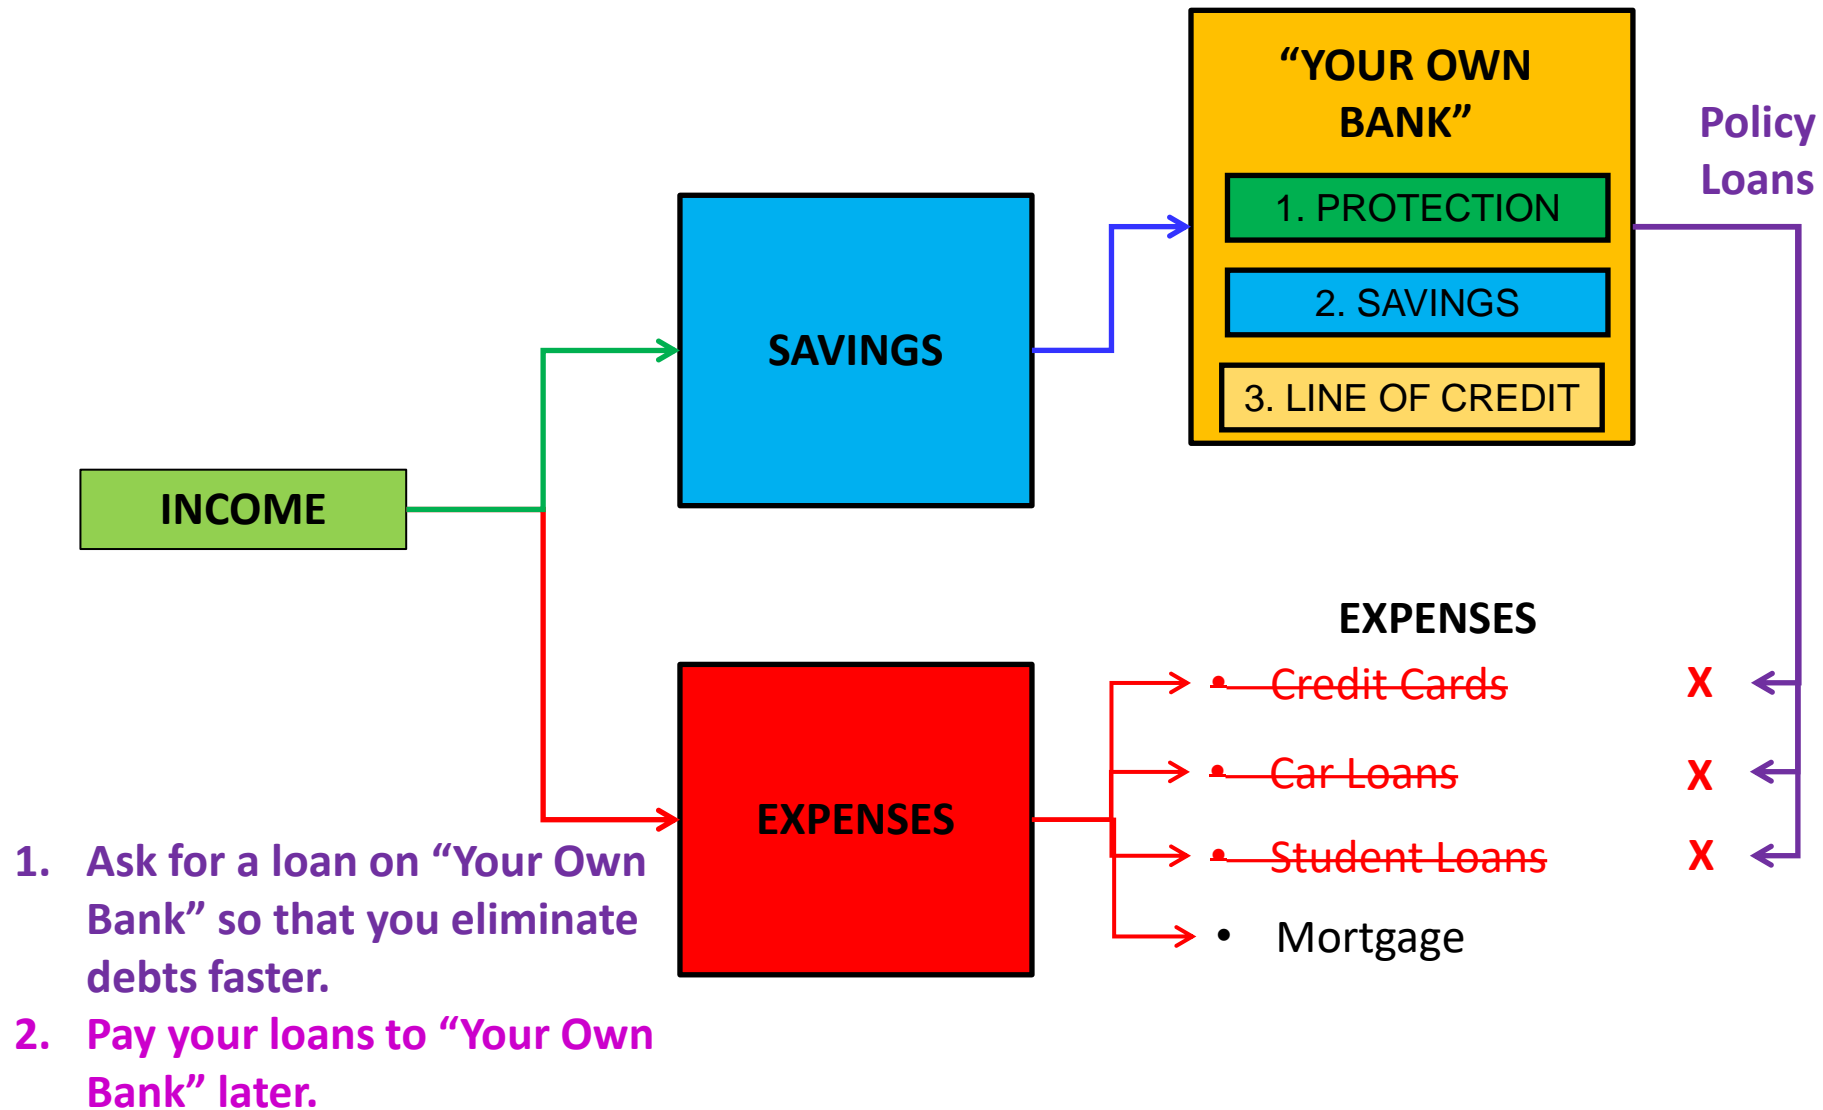 “YOUR OWN
BANK”
Policy
Loans
1. PROTECTION
2. SAVINGS
3. LINE OF CREDIT
SAVINGS
INCOME
EXPENSES
• Credit Cards X
• Car Loans X
• Student Loans X
• Mortgage
EXPENSES
1. Ask for a loan on “Your Own
Bank” so that you eliminate
debts faster.
2. Pay your loans to “Your Own
Bank” later.